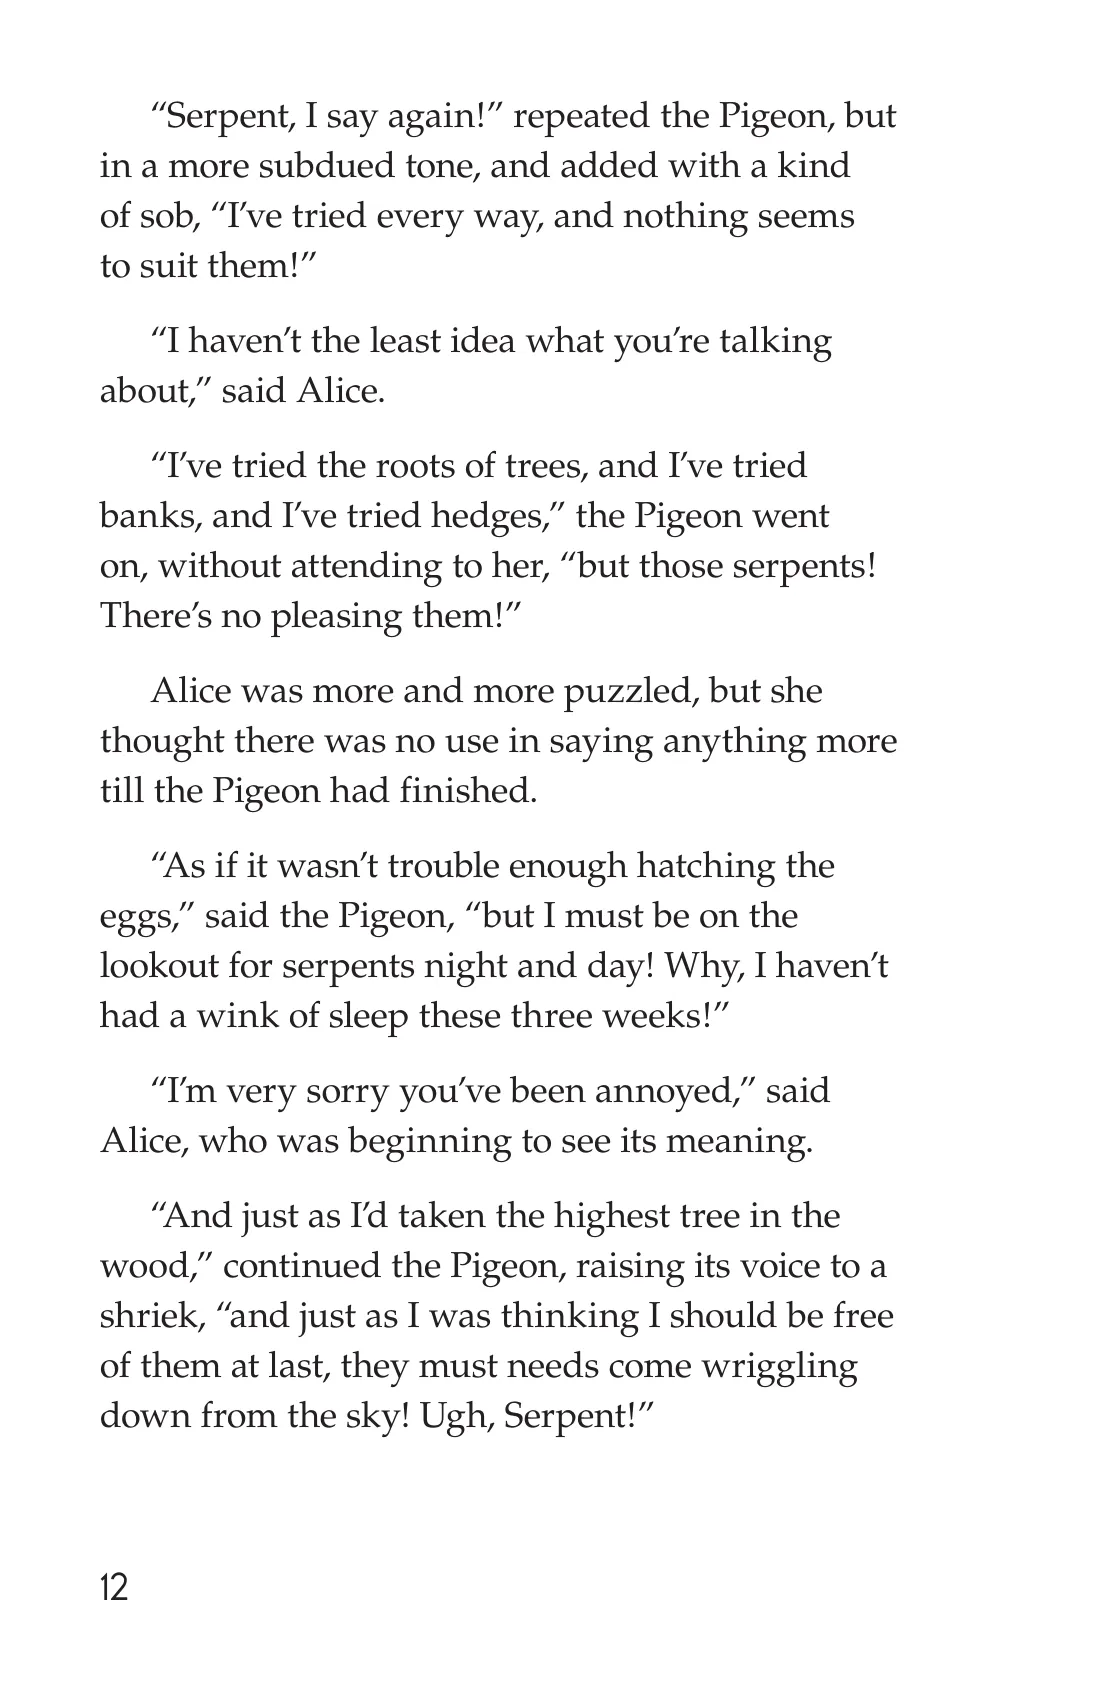 “Serpent, I say again!” repeated the Pigeon, but
in a more subdued tone, and added with a kind
of sob, “I’ve tried every way, and nothing seems
to suit them!”
“I haven’t the least idea what you’re talking
about,” said Alice.
“I’ve tried the roots of trees, and I’ve tried
banks, and I’ve tried hedges,” the Pigeon went
on, without attending to her, “but those serpents!
There’s no pleasing them!”
Alice was more and more puzzled, but she
thought there was no use in saying anything more
till the Pigeon had finished.
“As if it wasn’t trouble enough hatching the
eggs,” said the Pigeon, “but I must be on the
lookout for serpents night and day! Why, I haven’t
had a wink of sleep these three weeks!”
“I’m very sorry you’ve been annoyed,” said
Alice, who was beginning to see its meaning.
“And just as I’d taken the highest tree in the
wood,” continued the Pigeon, raising its voice to a
shriek, “and just as I was thinking I should be free
of them at last, they must needs come wriggling
down from the sky! Ugh, Serpent!”
12